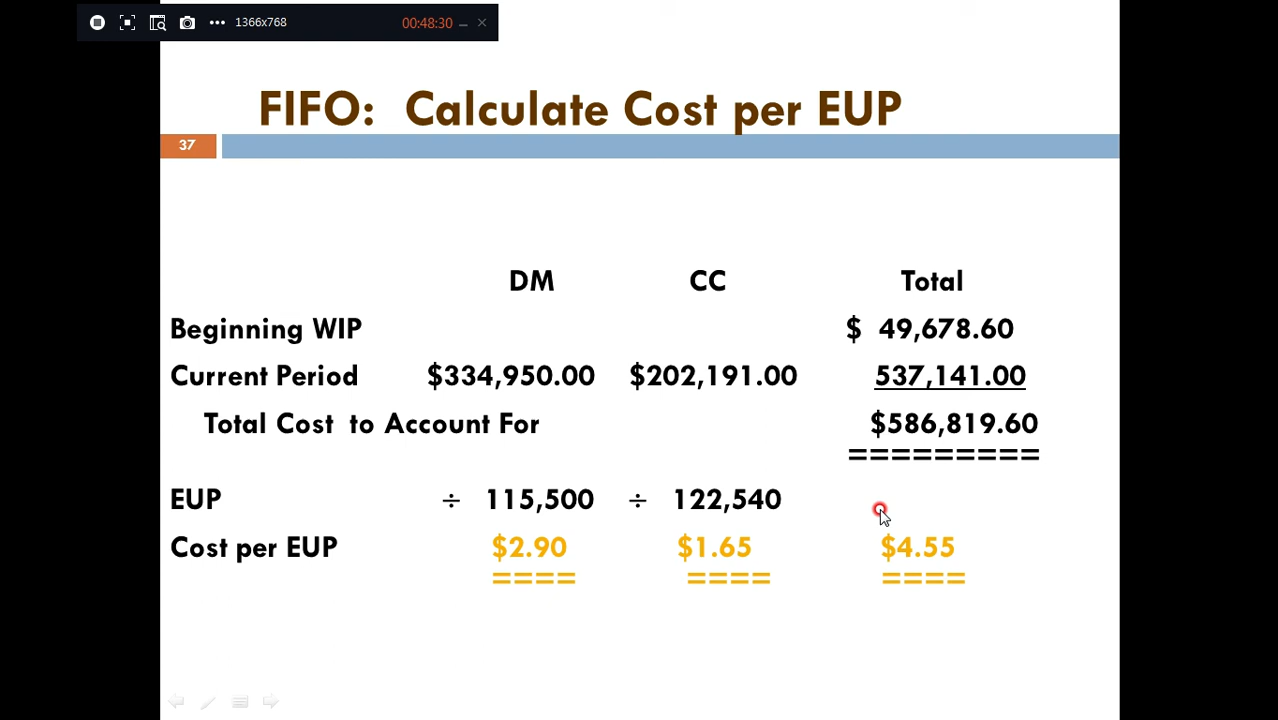 1366x768 00:48:30
FIFO: Calculate Cost per EUP
37
DM CC Total
Beginning WIP $ 49,678.60
Current Period $334,950.00 $202,191.00 537,141.00
Total Cost to Account For $586,819.60
=========
EUP ÷ 115,500 ÷ 122,540
Cost per EUP $2.90 $1.65 $4.55
==== ==== ====